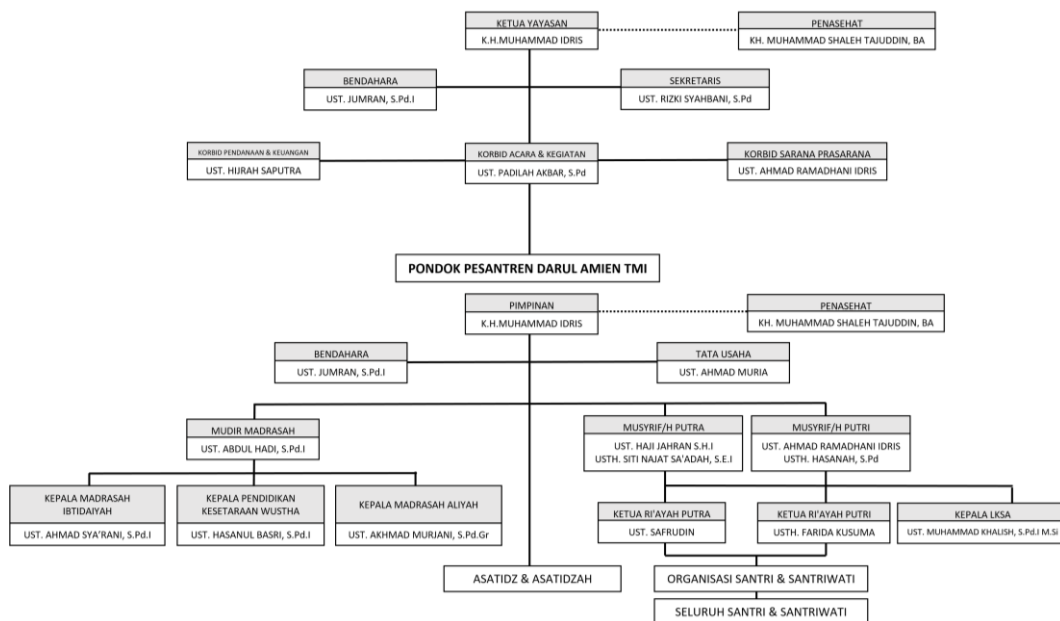 KETUA YAYASAN
K.H.MUHAMMAD IDRIS
PENASEHAT
KH. MUHAMMAD SHALEH TAJUDDIN, BA
BENDAHARA
UST. JUMRAN, S.Pd.I
SEKRETARIS
UST. RIZKI SYAHBANI, S.Pd
KORBID PENDANAAN & KEUANGAN
UST. HIJRAH SAPUTRA
KORBID ACARA & KEGIATAN
UST. PADILAH AKBAR, S.Pd
KORBID SARANA PRASARANA
UST. AHMAD RAMADHANI IDRIS
PONDOK PESANTREN DARUL AMIEN TMI
PIMPINAN
K.H.MUHAMMAD IDRIS
PENASEHAT
KH. MUHAMMAD SHALEH TAJUDDIN, BA
BENDAHARA
UST. JUMRAN, S.Pd.I
TATA USAHA
UST. AHMAD MURIA
MUDIR MADRASAH
UST. ABDUL HADI, S.Pd.I
MUSYRIF/H PUTRA
UST. HAJI JAHRAN S.H.I
USTH. SITI NAJAT SA'ADAH, S.E.I
MUSYRIF/H PUTRI
UST. AHMAD RAMADHANI IDRIS
USTH. HASANAH, S.Pd
KEPALA MADRASAH
IBTIDAIYAH
UST. AHMAD SYA'RANI, S.Pd.I
KEPALA PENDIDIKAN
KESETARAAN WUSTHA
UST. HASANUL BASRI, S.Pd.I
KEPALA MADRASAH ALIYAH
UST. AKHMAD MURJANI, S.Pd.Gr
KETUA RI'AYAH PUTRA
UST. SAFRUDIN
KETUA RI'AYAH PUTRI
USTH. FARIDA KUSUMA
KEPALA LKSA
UST. MUHAMMAD KHALISH, S.Pd.I M.Si
ASATIDZ & ASATIDZAH
ORGANISASI SANTRI & SANTRIWATI
SELURUH SANTRI & SANTRIWATI